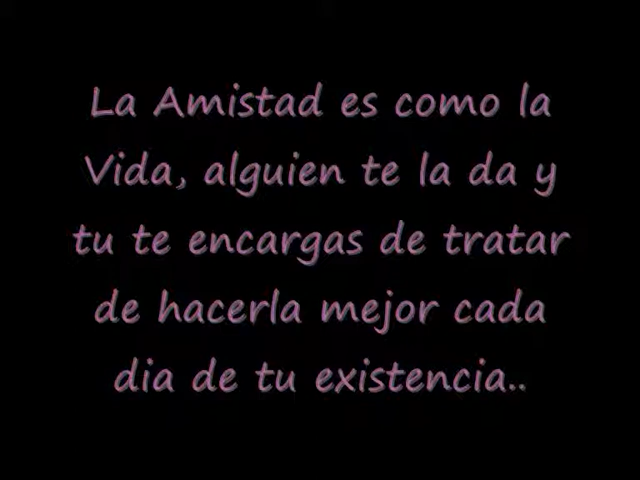 La Amistad es como la
Vida, alguien te la da y
tu te encargas de tratar
de hacerla mejor cada
dia de tu existencia..